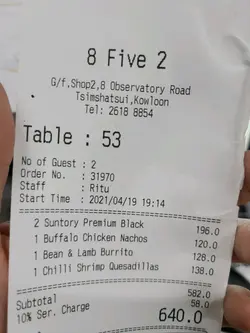 8 Five 2
G/f,Shop2,8 Observatory Road
Tsimshatsui,Kowloon
Tel: 2618 8854
Table : 53
No of Guest : 2
Order No. : 31970
Staff : Ritu
Start Time : 2021/04/19 19:14
2 Suntory Premium Black 196.0
1 Buffalo Chicken Nachos 120.0
1 Bean & Lamb Burrito 128.0
1 Chilli Shrimp Quesadillas 138.0
Subtotal 582.0
10% Ser. Charge 58.0
640.0